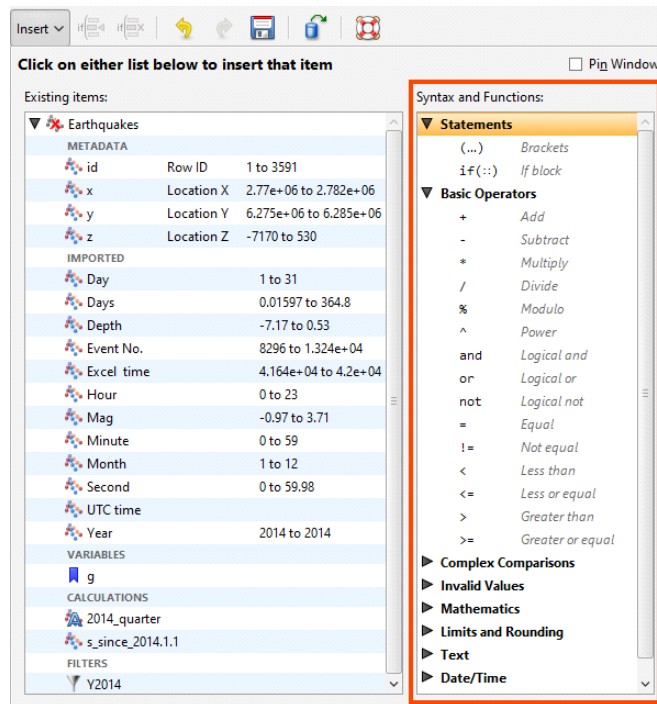 Insert
Click on either list below to insert that item
Pin Window
Existing items:
Earthquakes
METADATA
id Row ID 1 to 3591
x Location X 2.77e+06 to 2.782e+06
y Location Y 6.275e+06 to 6.285e+06
z Location Z -7170 to 530
IMPORTED
Day 1 to 31
Days 0.01597 to 364.8
Depth -7.17 to 0.53
Event No. 8296 to 1.324e+04
Excel time 4.164e+04 to 4.2e+04
Hour 0 to 23
Mag -0.97 to 3.71
Minute 0 to 59
Month 1 to 12
Second 0 to 59.98
UTC time
Year 2014 to 2014
VARIABLES
g
CALCULATIONS
2014_quarter
s_since_2014.1.1
FILTERS
Y2014
Syntax and Functions:
Statements
(...) Brackets
if(::) If block
Basic Operators
+ Add
- Subtract
* Multiply
/ Divide
% Modulo
^ Power
and Logical and
or Logical or
not Logical not
= Equal
!= Not equal
< Less than
<= Less or equal
> Greater than
>= Greater or equal
Complex Comparisons
Invalid Values
Mathematics
Limits and Rounding
Text
Date/Time